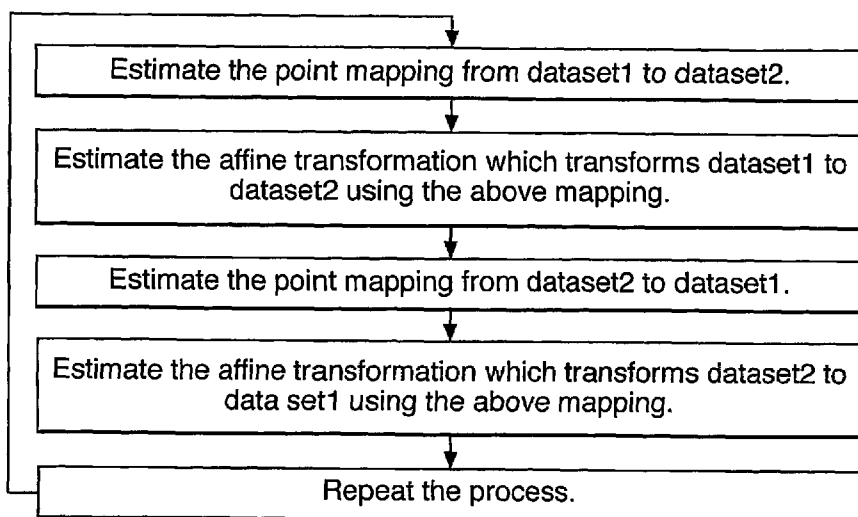 Estimate the point mapping from dataset1 to dataset2.
Estimate the affine transformation which transforms dataset1 to
dataset2 using the above mapping.
Estimate the point mapping from dataset2 to dataset1.
Estimate the affine transformation which transforms dataset2 to
data set1 using the above mapping.
Repeat the process.